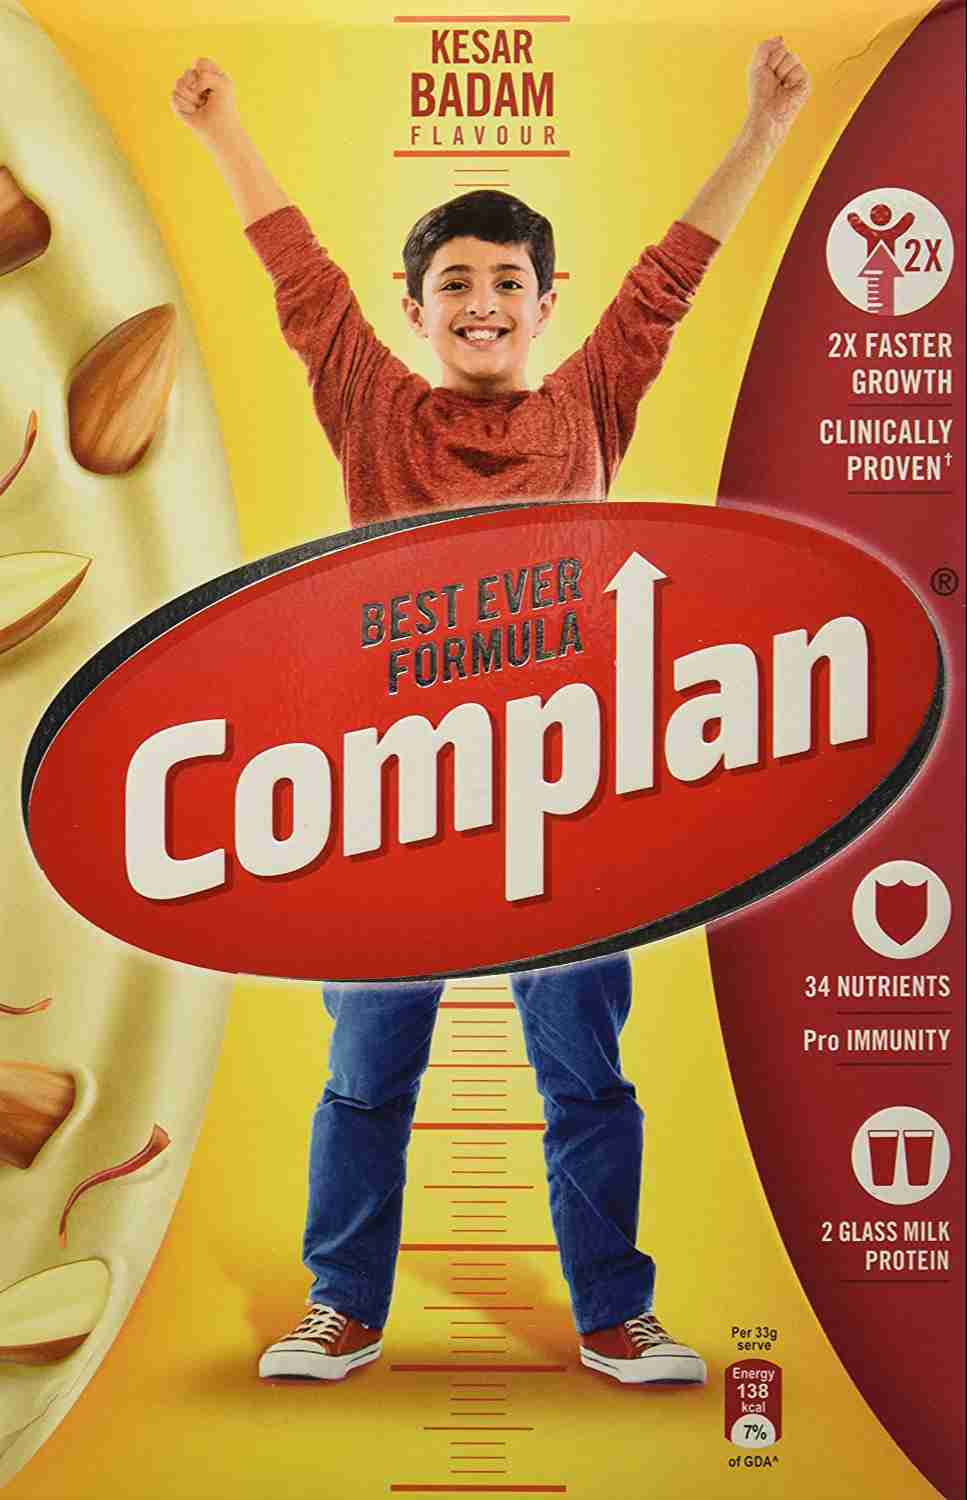 KESAR
BADAM
FLAVOUR
2X
2X FASTER
GROWTH
CLINICALLY
PROVEN†
BEST EVER
FORMULA
Complan
®
34 NUTRIENTS
Pro IMMUNITY
2 GLASS MILK
PROTEIN
Per 33g
serve
Energy
138
kcal
7%
of GDA^